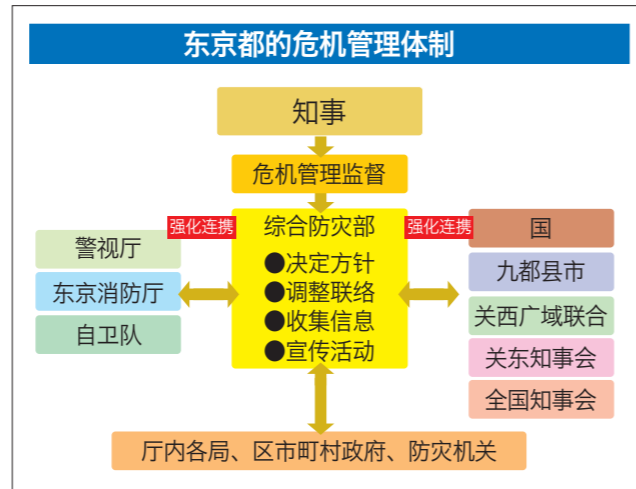 东京都的危机管理体制
知事
危机管理监督
强化连携
综合防灾部
强化连携
●决定方针
●调整联络
●收集信息
●宣传活动
警视厅
东京消防厅
自卫队
国
九都县市
关西广域联合
关东知事会
全国知事会
厅内各局、区市町村政府、防灾机关